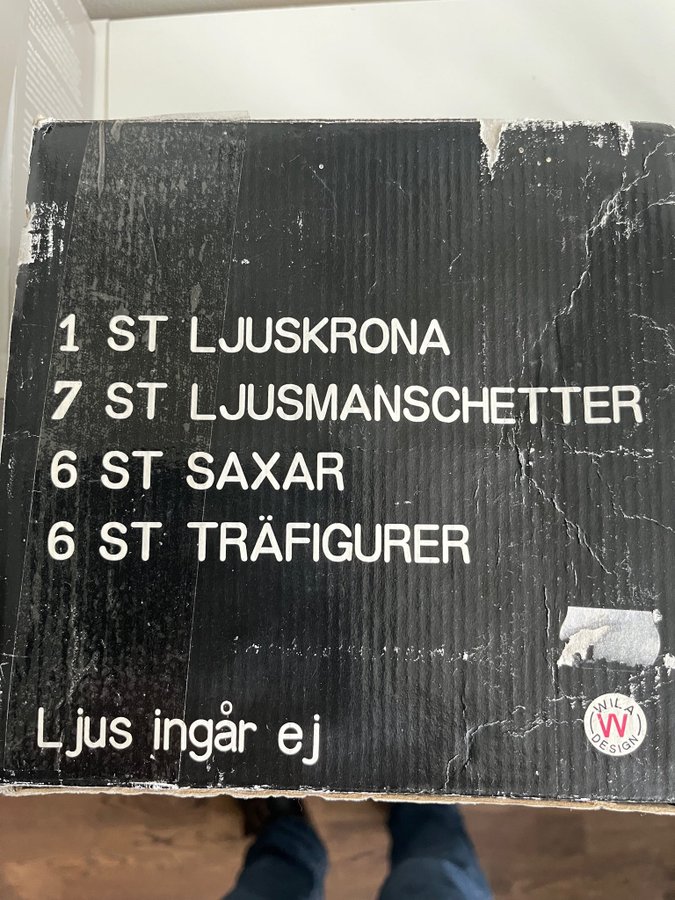 1 ST LJUSKRONA
7 ST LJUSMANSCHETTER
6 ST SAXAR
6 ST TRÄFIGURER
Ljus ingår ej
WILA
W
DESIGN